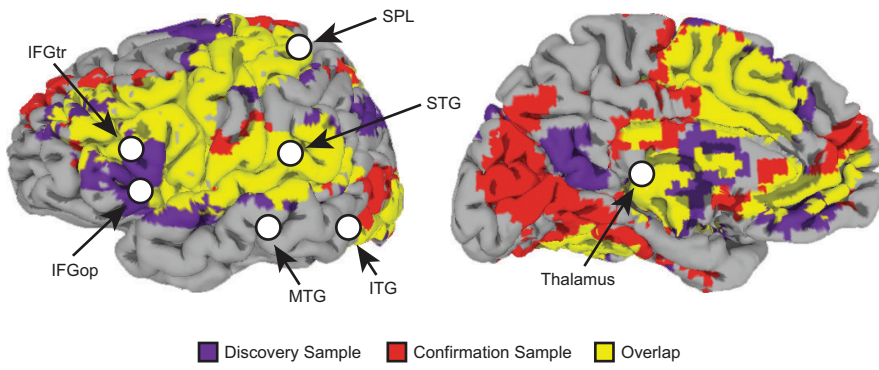 SPL
IFGtr
STG
IFGop
MTG
ITG
Thalamus
Discovery Sample
Confirmation Sample
Overlap